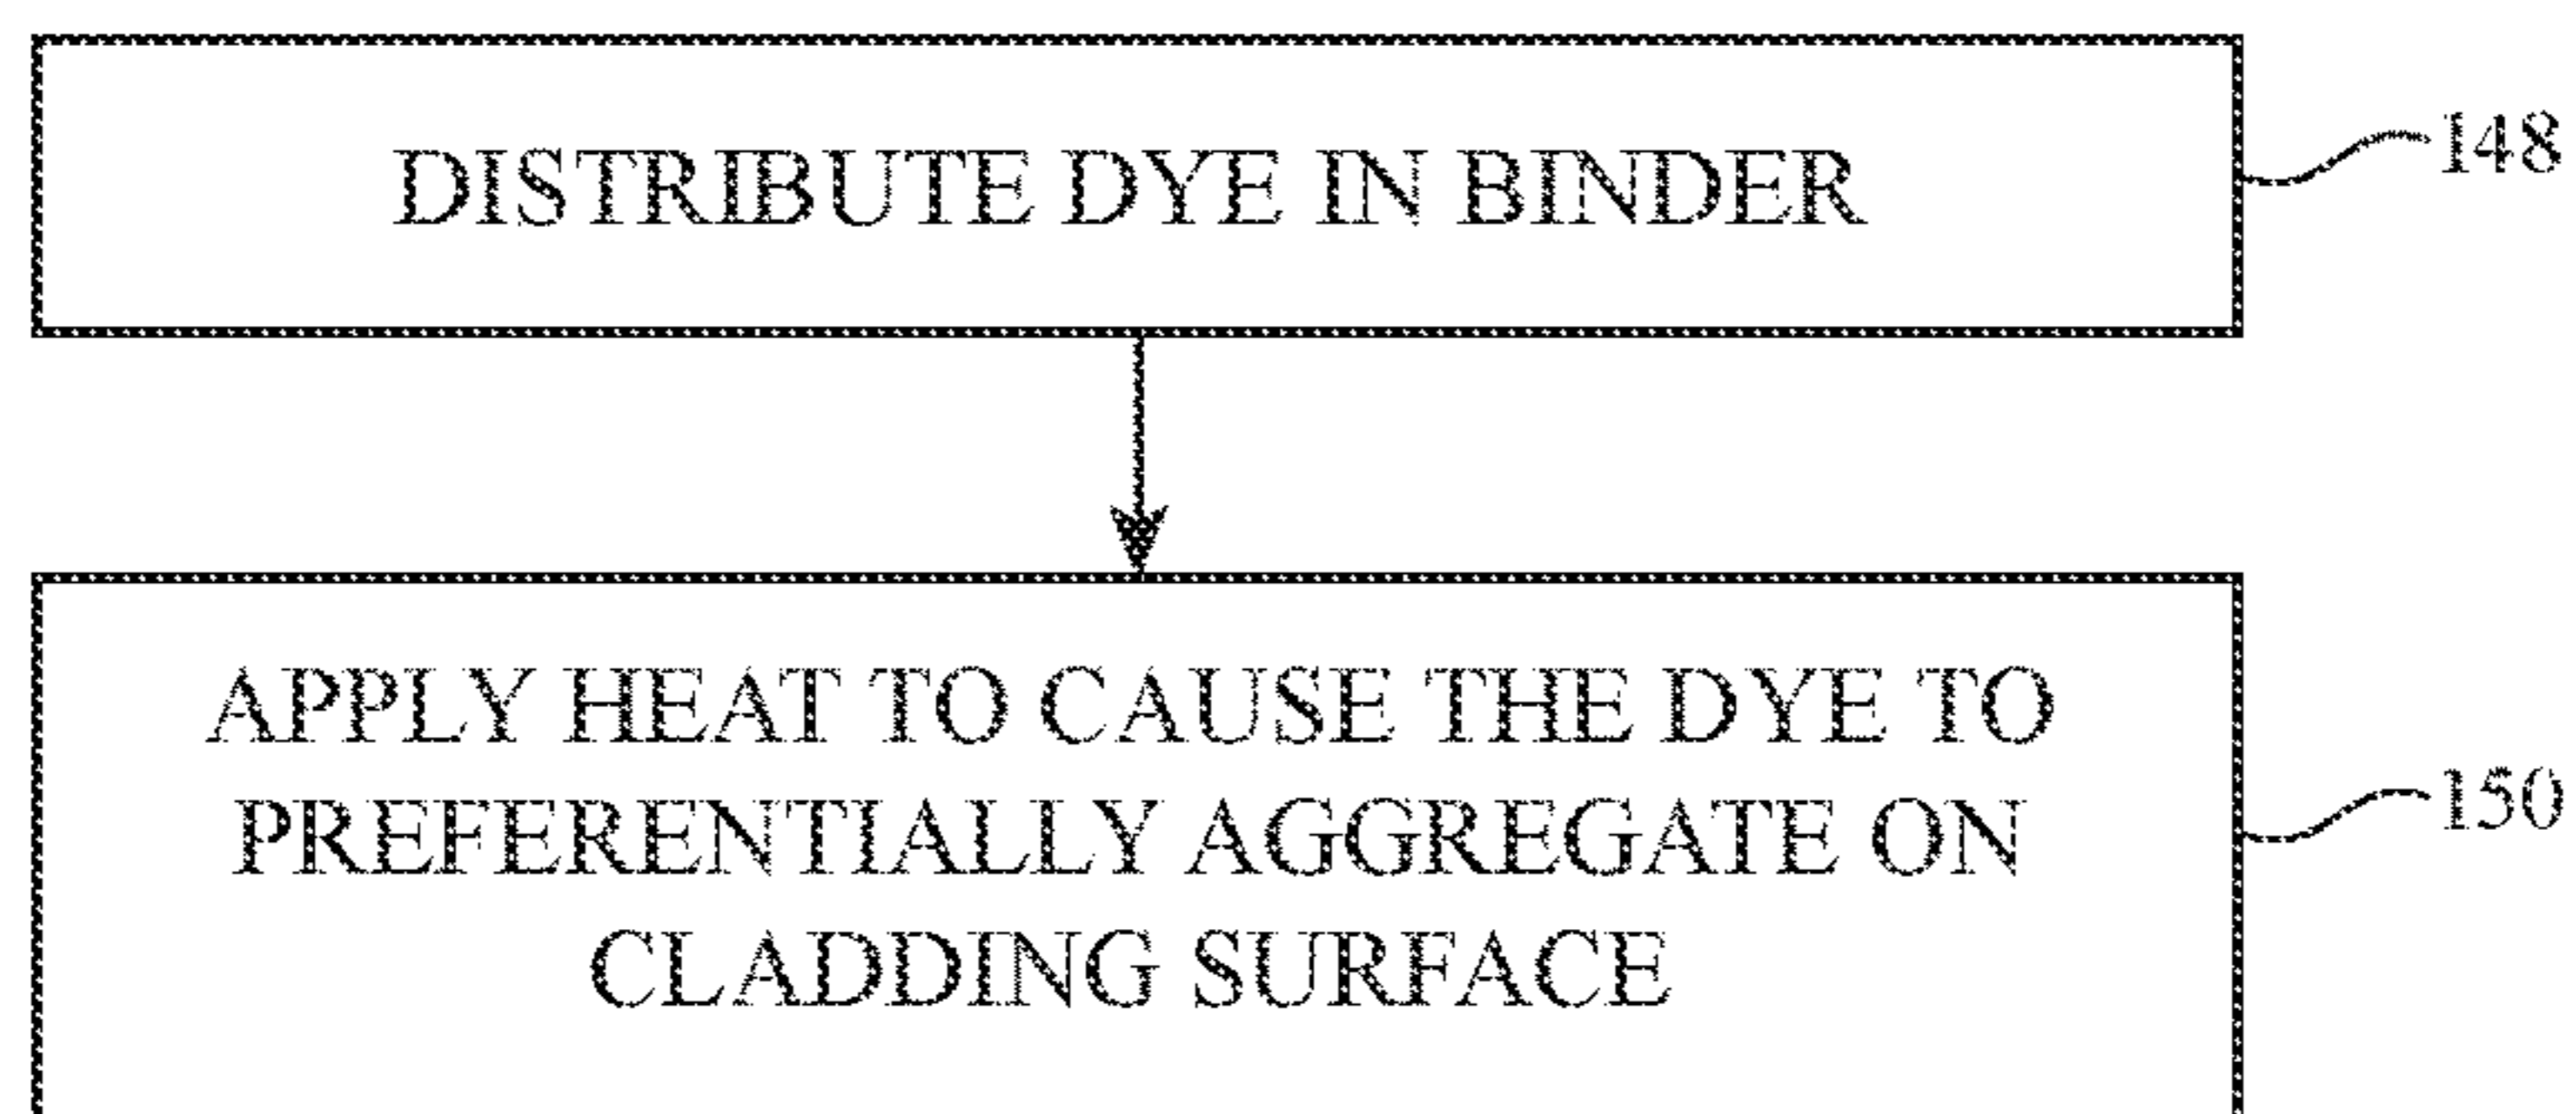 DISTRIBUTE DYE IN BINDER
148
APPLY HEAT TO CAUSE THE DYE TO
PREFERENTIALLY AGGREGATE ON
CLADDING SURFACE
150